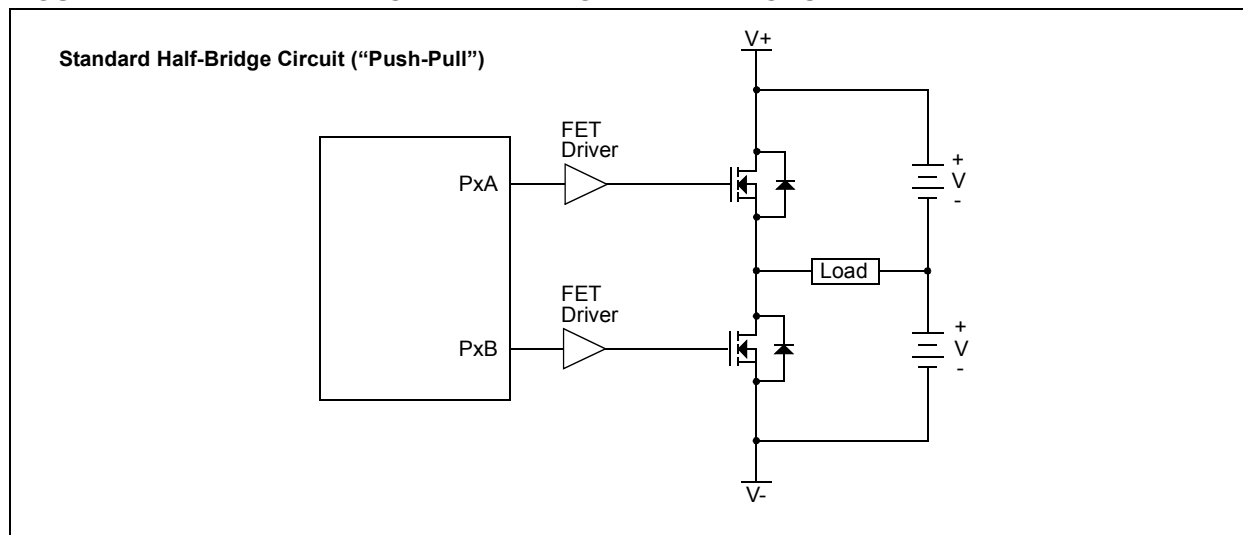 Standard Half-Bridge Circuit (“Push-Pull”)
V+
FET
Driver
PxA
+
V
-
Load
FET
Driver
PxB
+
V
-
V-